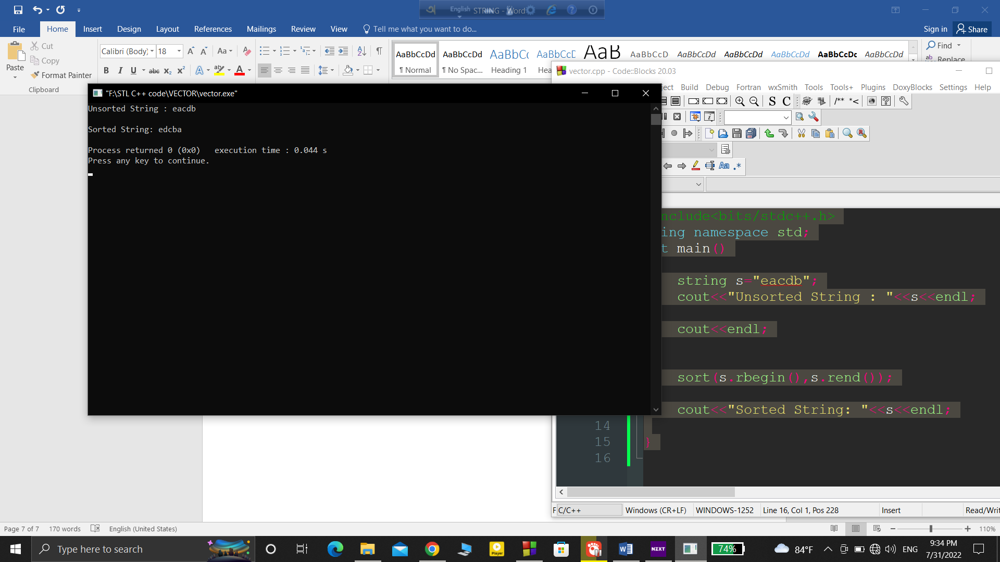 English
STRING - Word
File Home Insert Design Layout References Mailings Review View Tell me what you want to do... Sign in Share
Paste
Cut
Copy
Format Painter
Clipboard
Calibri (Body) 18
AaBbCcDd AaBbCcDd AaBbCc AaBbCcD AaB AaBbCcD AaBbCcDd AaBbCcDd AaBbCcDd AaBbCcDc AaBbCcDd
¶ Normal ¶ No Spac... Heading 1 Hea
Find
Replace
vector.cpp - Code::Blocks 20.03
ject Build Debug Fortran wxSmith Tools Tools+ Plugins DoxyBlocks Settings Help
"F:\STL C++ code\VECTOR\vector.exe"
Unsorted String : eacdb
Sorted String: edcba
Process returned 0 (0x0)   execution time : 0.044 s
Press any key to continue.
S C /** *<
Aa .*
nclude<bits/stdc++.h>
ing namespace std;
t main()
string s="eacdb";
cout<<"Unsorted String : "<<s<<endl;
cout<<endl;
sort(s.rbegin(),s.rend());
cout<<"Sorted String: "<<s<<endl;
14
15 }
16
F C/C++ Windows (CR+LF) WINDOWS-1252 Line 16, Col 1, Pos 228 Insert Read/Writ
Page 7 of 7 170 words English (United States) 110%
Type here to search
Player
NZXT
74%
84°F
ENG
9:34 PM
7/31/2022